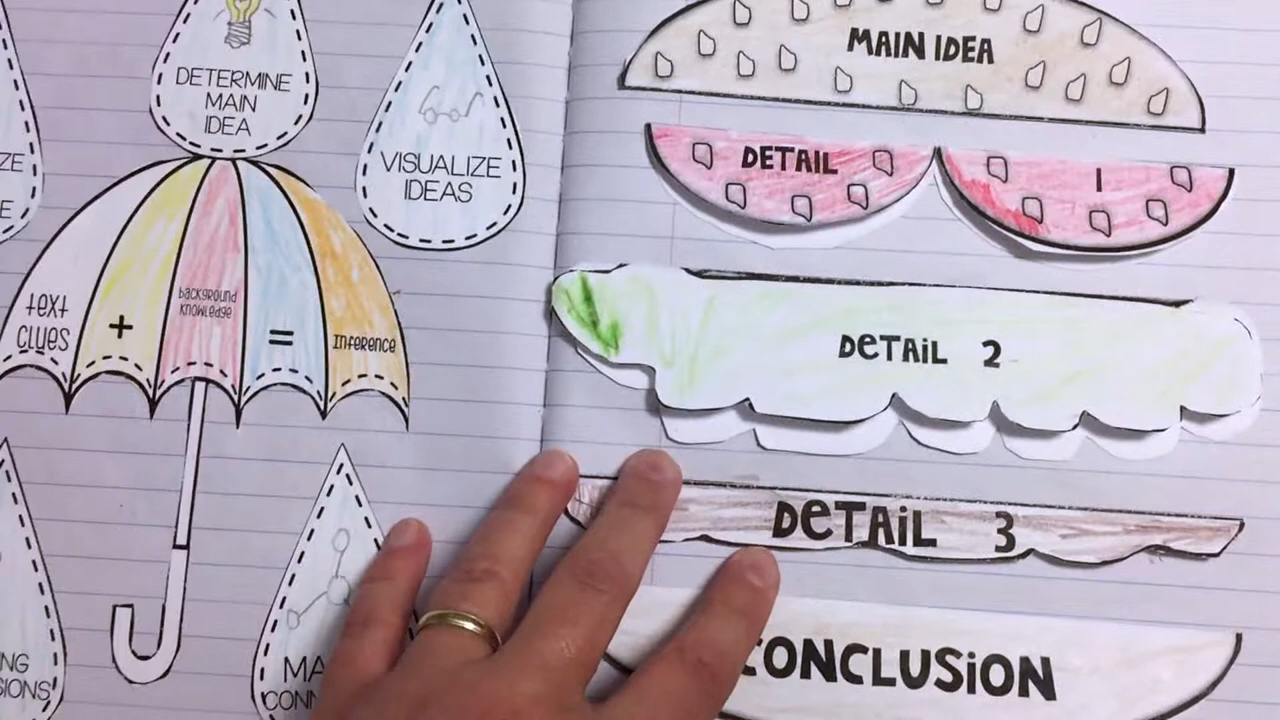 DETERMINE
MAIN
IDEA
VISUALIZE
IDEAS
text
clues
+
background
knowledge
=
Inference
MAIN IDEA
DETAIL 1
DeTAiL 2
DeTAiL 3
CONCLUSiON